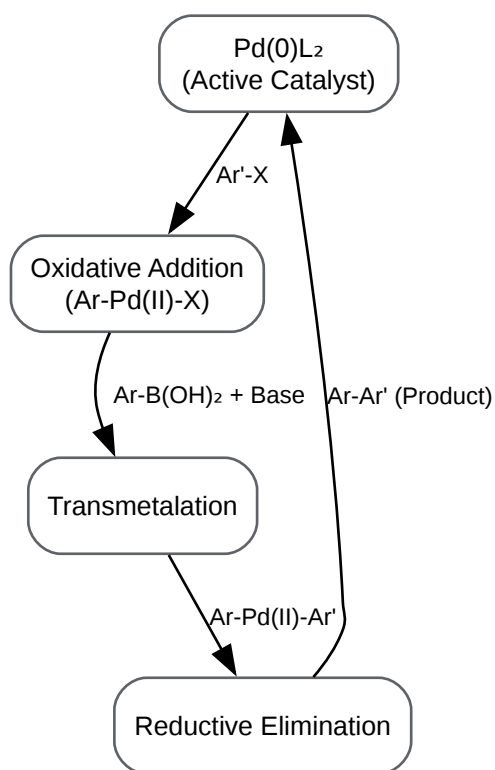 Pd(0)L₂
(Active Catalyst)
Ar'-X
Oxidative Addition
(Ar-Pd(II)-X)
Ar-B(OH)₂ + Base
Ar-Ar' (Product)
Transmetalation
Ar-Pd(II)-Ar'
Reductive Elimination